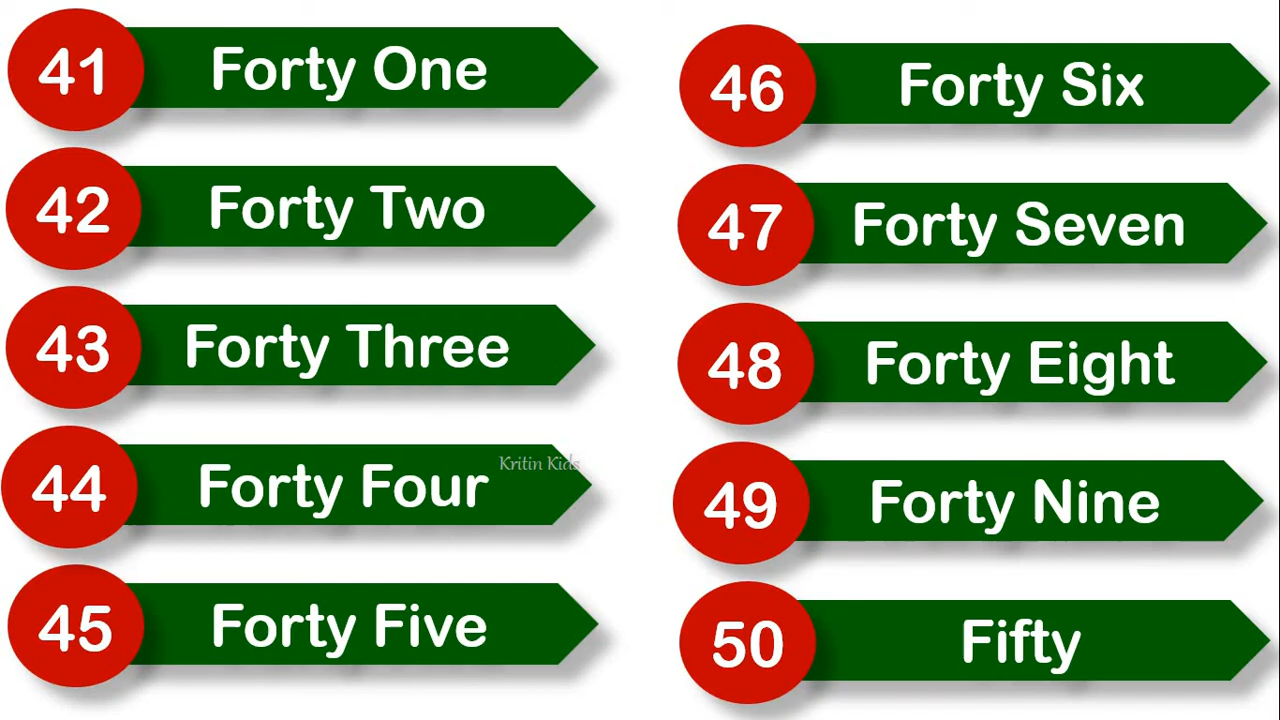 41 Forty One
42 Forty Two
43 Forty Three
44 Forty Four
Kritin Kids
45 Forty Five
46 Forty Six
47 Forty Seven
48 Forty Eight
49 Forty Nine
50 Fifty